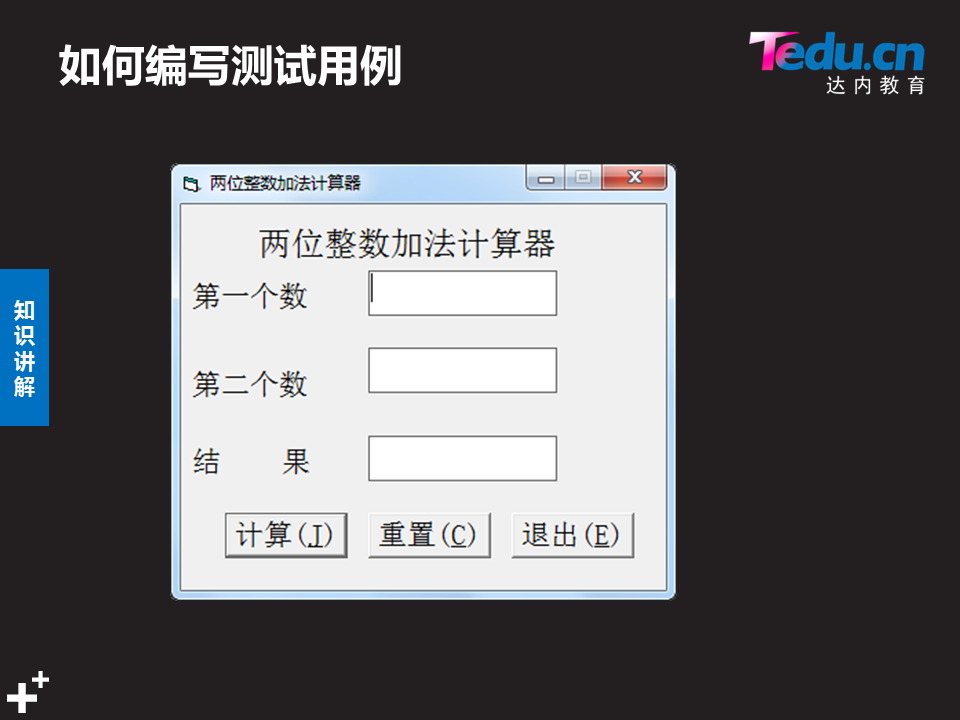 如何编写测试用例
Tedu.cn
达内教育
两位整数加法计算器
两位整数加法计算器
第一个数
第二个数
结 果
计算(J) 重置(C) 退出(E)
知识讲解